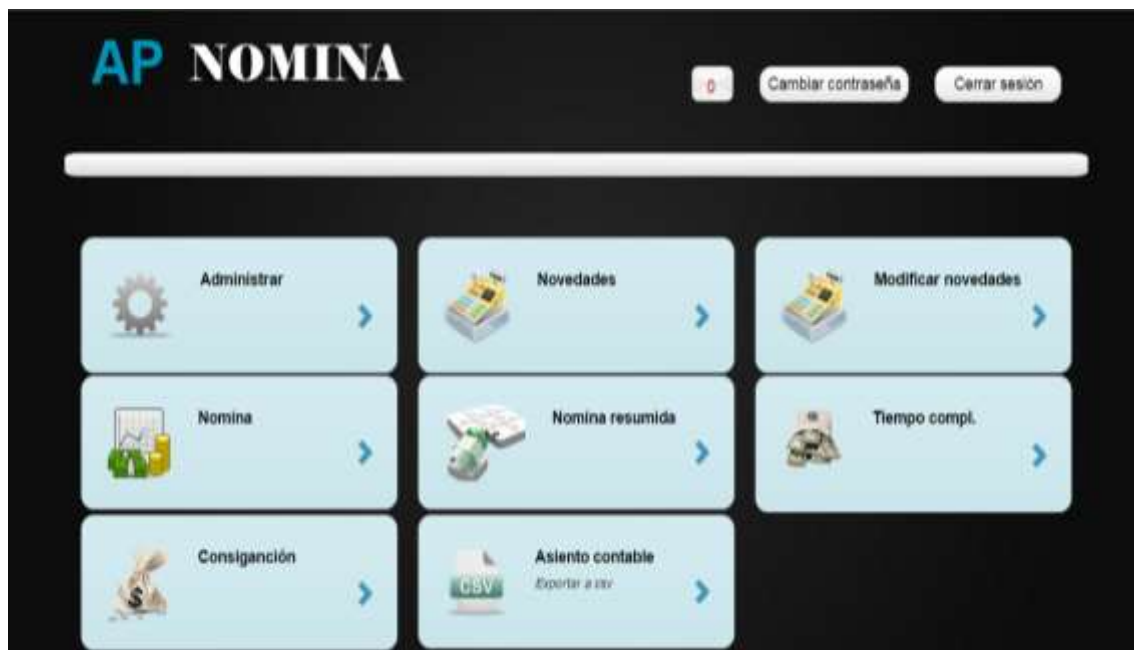 AP NOMINA
0 Cambiar contraseña Cerrar sesión
Administrar
Novedades
Modificar novedades
Nomina
Nomina resumida
Tiempo compl.
Consiganción
Asiento contable
Exportar a csv
CSV
$